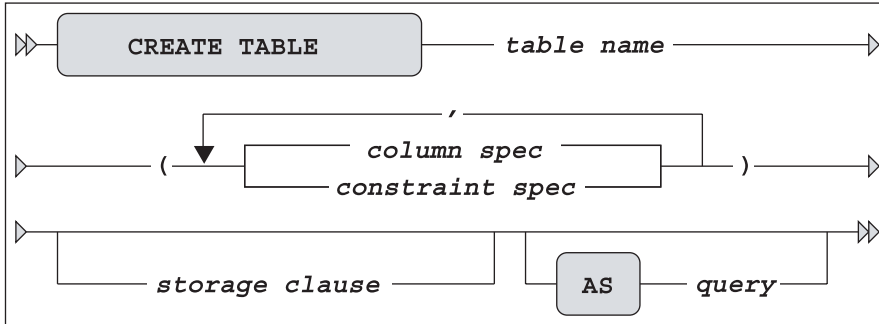 CREATE TABLE table name
,
( column spec )
constraint spec
storage clause AS query